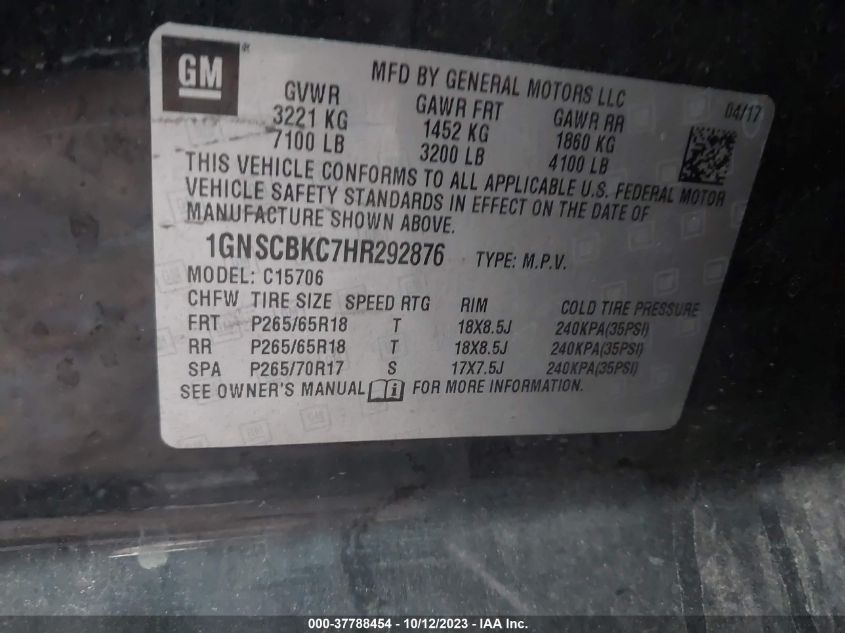 GM ®
MFD BY GENERAL MOTORS LLC
04/17
GVWR GAWR FRT GAWR RR
3221 KG 1452 KG 1860 KG
7100 LB 3200 LB 4100 LB
THIS VEHICLE CONFORMS TO ALL APPLICABLE U.S. FEDERAL MOTOR
VEHICLE SAFETY STANDARDS IN EFFECT ON THE DATE OF
MANUFACTURE SHOWN ABOVE.
1GNSCBKC7HR292876 TYPE: M.P.V.
MODEL: C15706
CHFW TIRE SIZE SPEED RTG RIM COLD TIRE PRESSURE
FRT P265/65R18 T 18X8.5J 240KPA(35PSI)
RR P265/65R18 T 18X8.5J 240KPA(35PSI)
SPA P265/70R17 S 17X7.5J 240KPA(35PSI)
SEE OWNER'S MANUAL i FOR MORE INFORMATION.
000-37788454 - 10/12/2023 - IAA Inc.